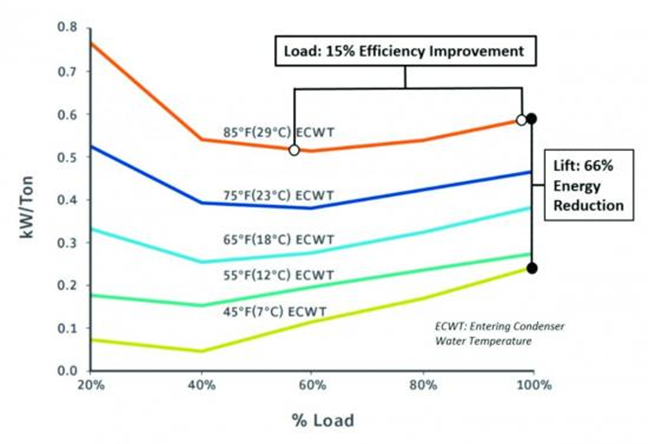 0.8
Load: 15% Efficiency Improvement
0.7
0.6
85°F(29°C) ECWT
0.5
Lift: 66%
Energy
Reduction
75°F(23°C) ECWT
0.4
kW/Ton
65°F(18°C) ECWT
0.3
55°F(12°C) ECWT
0.2
45°F(7°C) ECWT
0.1
ECWT: Entering Condenser
Water Temperature
0.0
20% 40% 60% 80% 100%
% Load